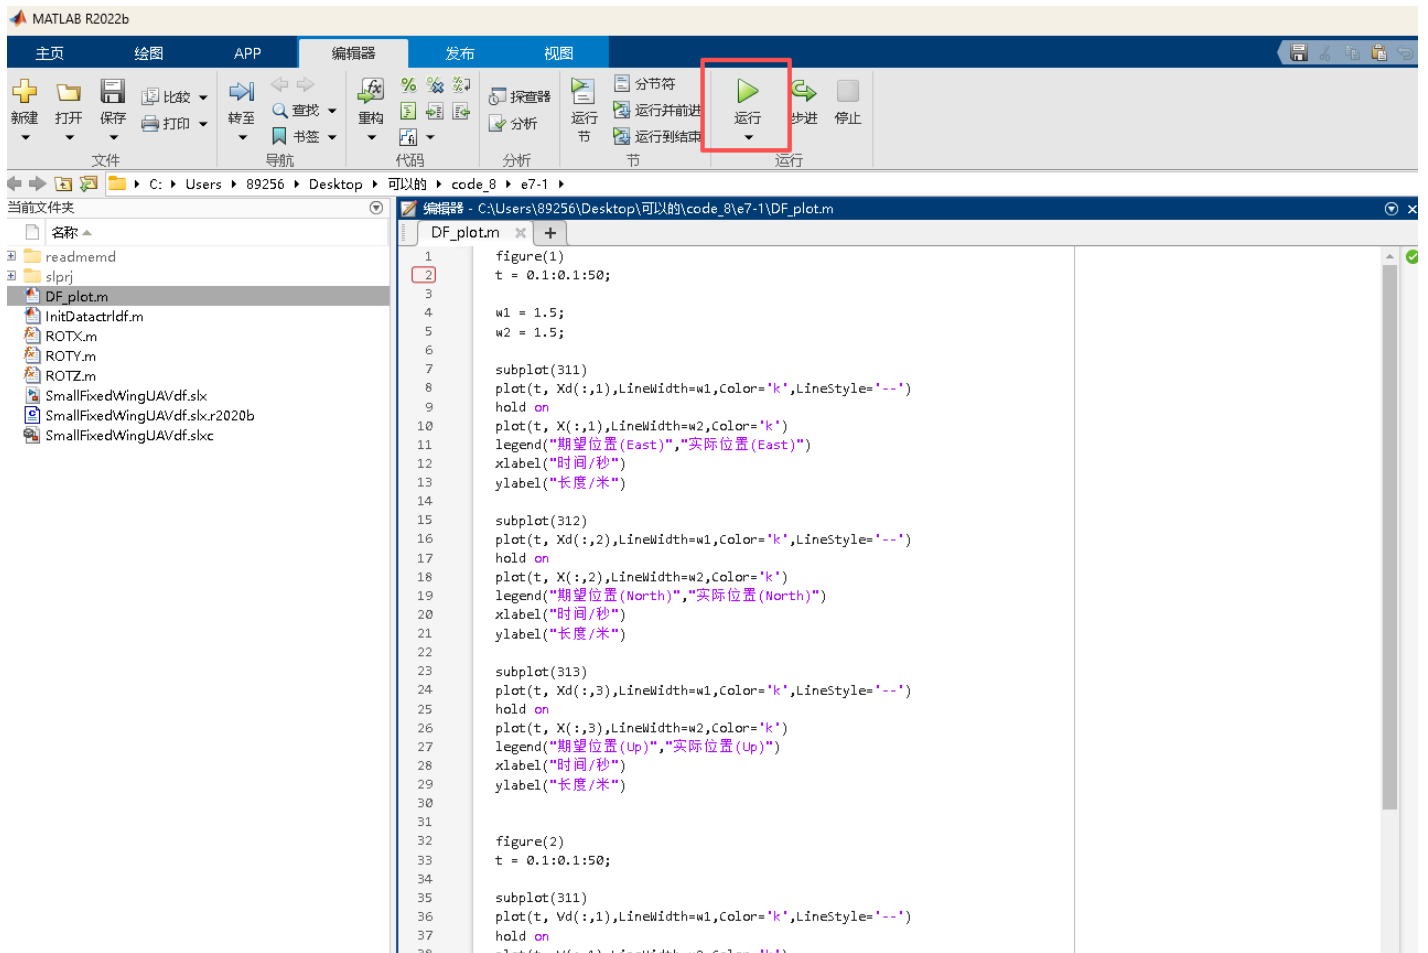 MATLAB R2022b
主页 绘图 APP 编辑器 发布 视图
新建 打开 保存 比较 打印 转至 查找 书签 重构 探查器 分析 运行节 分节符 运行并前进 运行到结束 运行 步进 停止
文件 导航 代码 分析 节 运行
C: Users 89256 Desktop 可以的 code_8 e7-1
当前文件夹
名称
readmemd
slprj
DF_plot.m
InitDatactrldf.m
ROTX.m
ROTY.m
ROTZ.m
SmallFixedWingUAVdf.slx
SmallFixedWingUAVdf.slx.r2020b
SmallFixedWingUAVdf.slxc
编辑器 - C:\Users\89256\Desktop\可以的\code_8\e7-1\DF_plot.m
DF_plot.m
1 figure(1)
2 t = 0.1:0.1:50;
3
4 w1 = 1.5;
5 w2 = 1.5;
6
7 subplot(311)
8 plot(t, Xd(:,1),LineWidth=w1,Color='k',LineStyle='--')
9 hold on
10 plot(t, X(:,1),LineWidth=w2,Color='k')
11 legend("期望位置(East)","实际位置(East)")
12 xlabel("时间/秒")
13 ylabel("长度/米")
14
15 subplot(312)
16 plot(t, Xd(:,2),LineWidth=w1,Color='k',LineStyle='--')
17 hold on
18 plot(t, X(:,2),LineWidth=w2,Color='k')
19 legend("期望位置(North)","实际位置(North)")
20 xlabel("时间/秒")
21 ylabel("长度/米")
22
23 subplot(313)
24 plot(t, Xd(:,3),LineWidth=w1,Color='k',LineStyle='--')
25 hold on
26 plot(t, X(:,3),LineWidth=w2,Color='k')
27 legend("期望位置(Up)","实际位置(Up)")
28 xlabel("时间/秒")
29 ylabel("长度/米")
30
31
32 figure(2)
33 t = 0.1:0.1:50;
34
35 subplot(311)
36 plot(t, Vd(:,1),LineWidth=w1,Color='k',LineStyle='--')
37 hold on